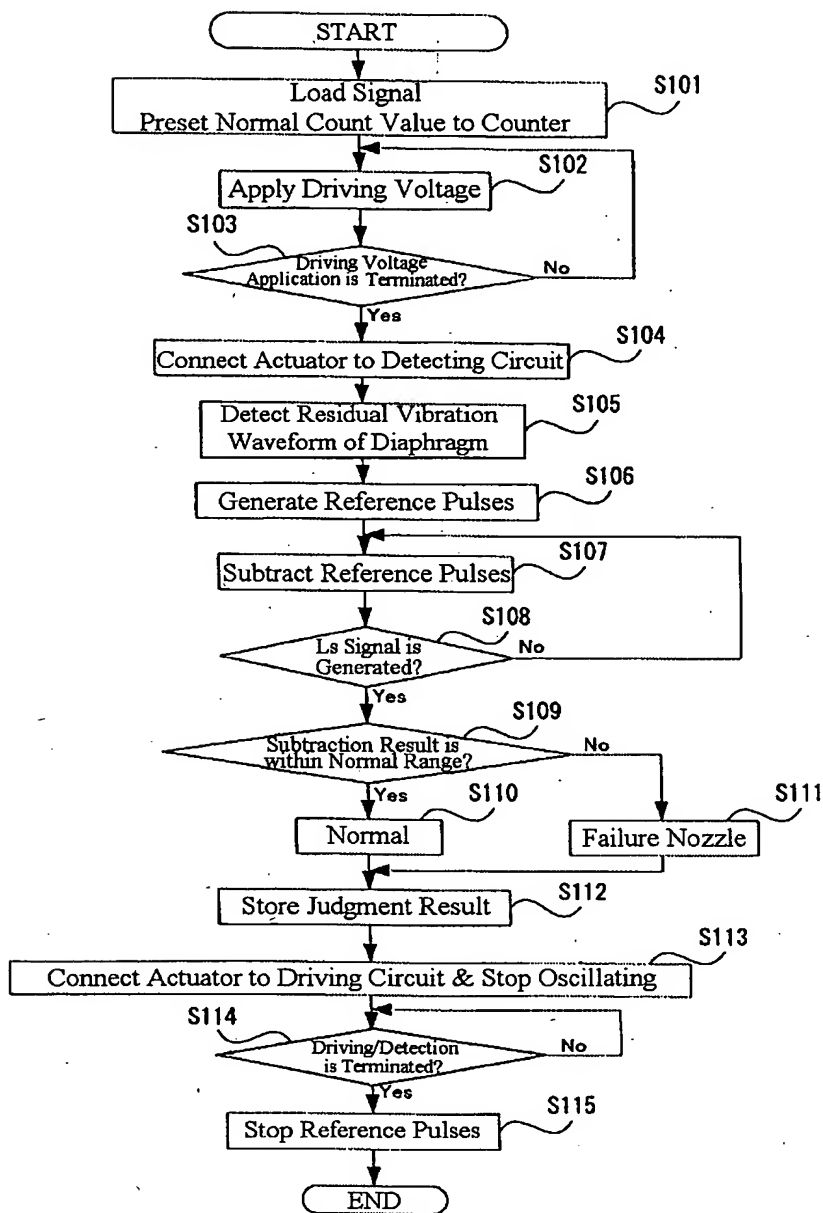 START
S101
Load Signal
Preset Normal Count Value to Counter
S102
Apply Driving Voltage
S103
Driving Voltage
Application is Terminated?
No
Yes
S104
Connect Actuator to Detecting Circuit
S105
Detect Residual Vibration
Waveform of Diaphragm
S106
Generate Reference Pulses
S107
Subtract Reference Pulses
S108
Ls Signal is
Generated?
No
Yes
S109
Subtraction Result is
within Normal Range?
No
Yes
S110
S111
Normal
Failure Nozzle
S112
Store Judgment Result
S113
Connect Actuator to Driving Circuit & Stop Oscillating
S114
Driving/Detection
is Terminated?
No
Yes
S115
Stop Reference Pulses
END